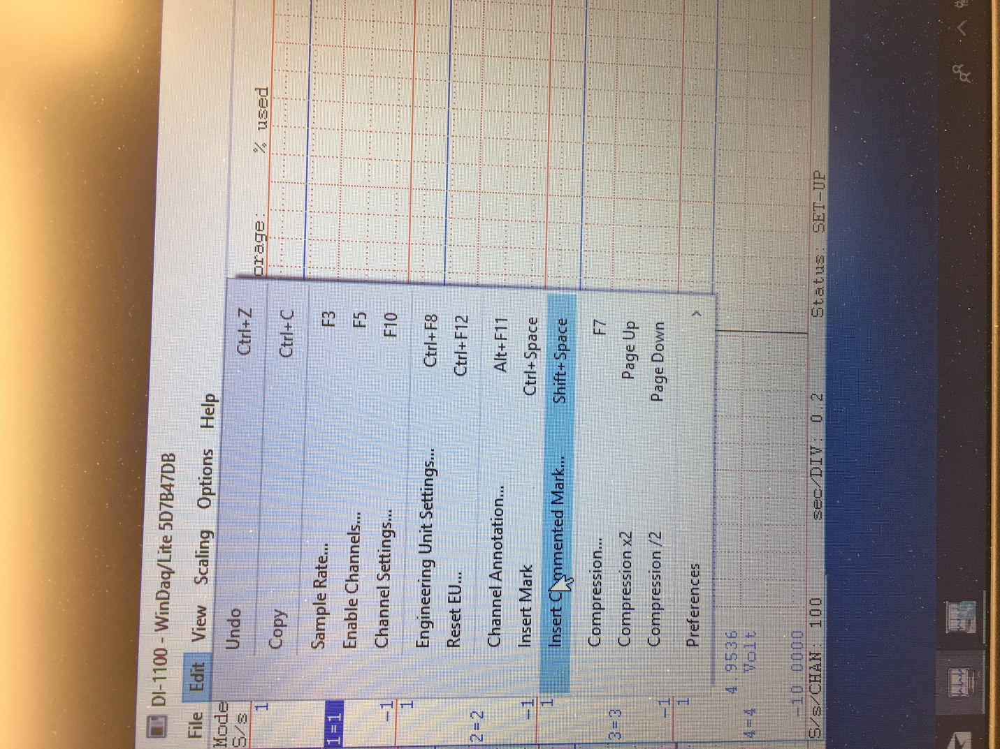 DI-1100 - WinDaq/Lite 5D7B47DB
File Edit View Scaling Options Help
Mode
S/s
orage: % used
Undo Ctrl+Z
Copy Ctrl+C
Sample Rate... F3
Enable Channels... F5
Channel Settings... F10
Engineering Unit Settings... Ctrl+F8
Reset EU... Ctrl+F12
Channel Annotation... Alt+F11
Insert Mark Ctrl+Space
Insert Commented Mark... Shift+Space
Compression... F7
Compression x2 Page Up
Compression /2 Page Down
Preferences >
1
1=1
-1
1
2=2
-1
1
3=3
-1
1
4.9536
4=4 Volt
-10.0000
S/s/CHAN: 100 sec/DIV: 0.2 Status: SET-UP